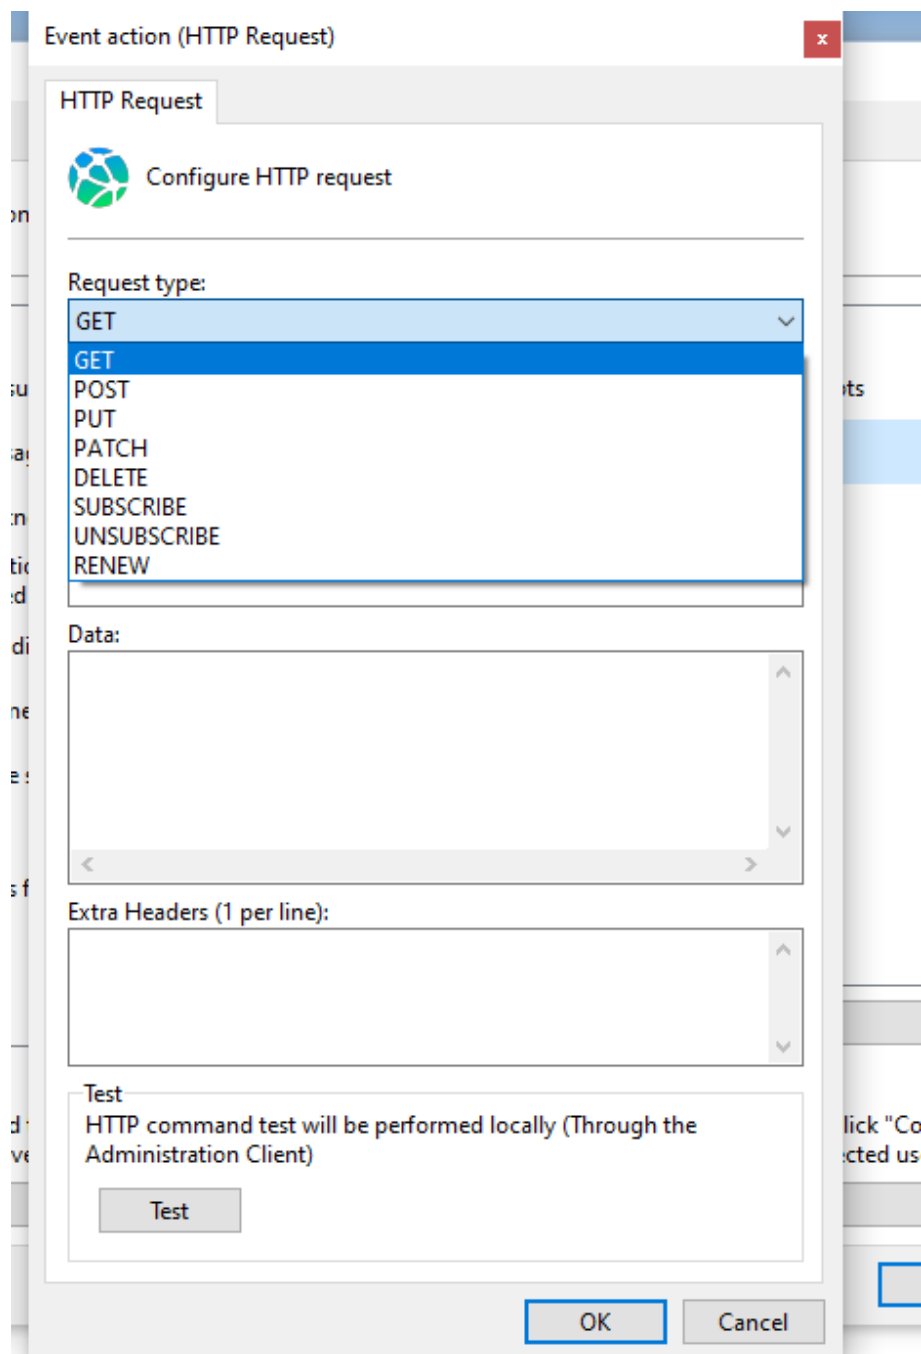 Event action (HTTP Request)
x
HTTP Request
Configure HTTP request
Request type:
GET
GET
POST
PUT
PATCH
DELETE
SUBSCRIBE
UNSUBSCRIBE
RENEW
Data:
Extra Headers (1 per line):
Test
HTTP command test will be performed locally (Through the
Administration Client)
Test
OK
Cancel